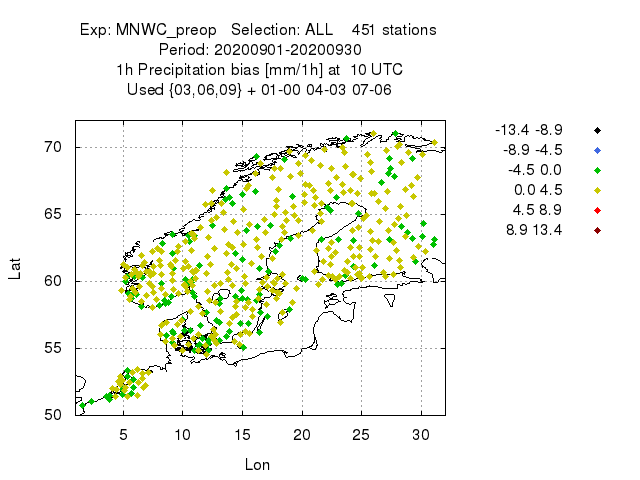 Exp: MNWC_preop   Selection: ALL    451 stations
Period: 20200901-20200930
1h Precipitation bias [mm/1h] at  10 UTC
Used {03,06,09} + 01-00 04-03 07-06
-13.4 -8.9
-8.9 -4.5
-4.5 0.0
0.0 4.5
4.5 8.9
8.9 13.4
70
65
60
55
50
Lat
5 10 15 20 25 30
Lon